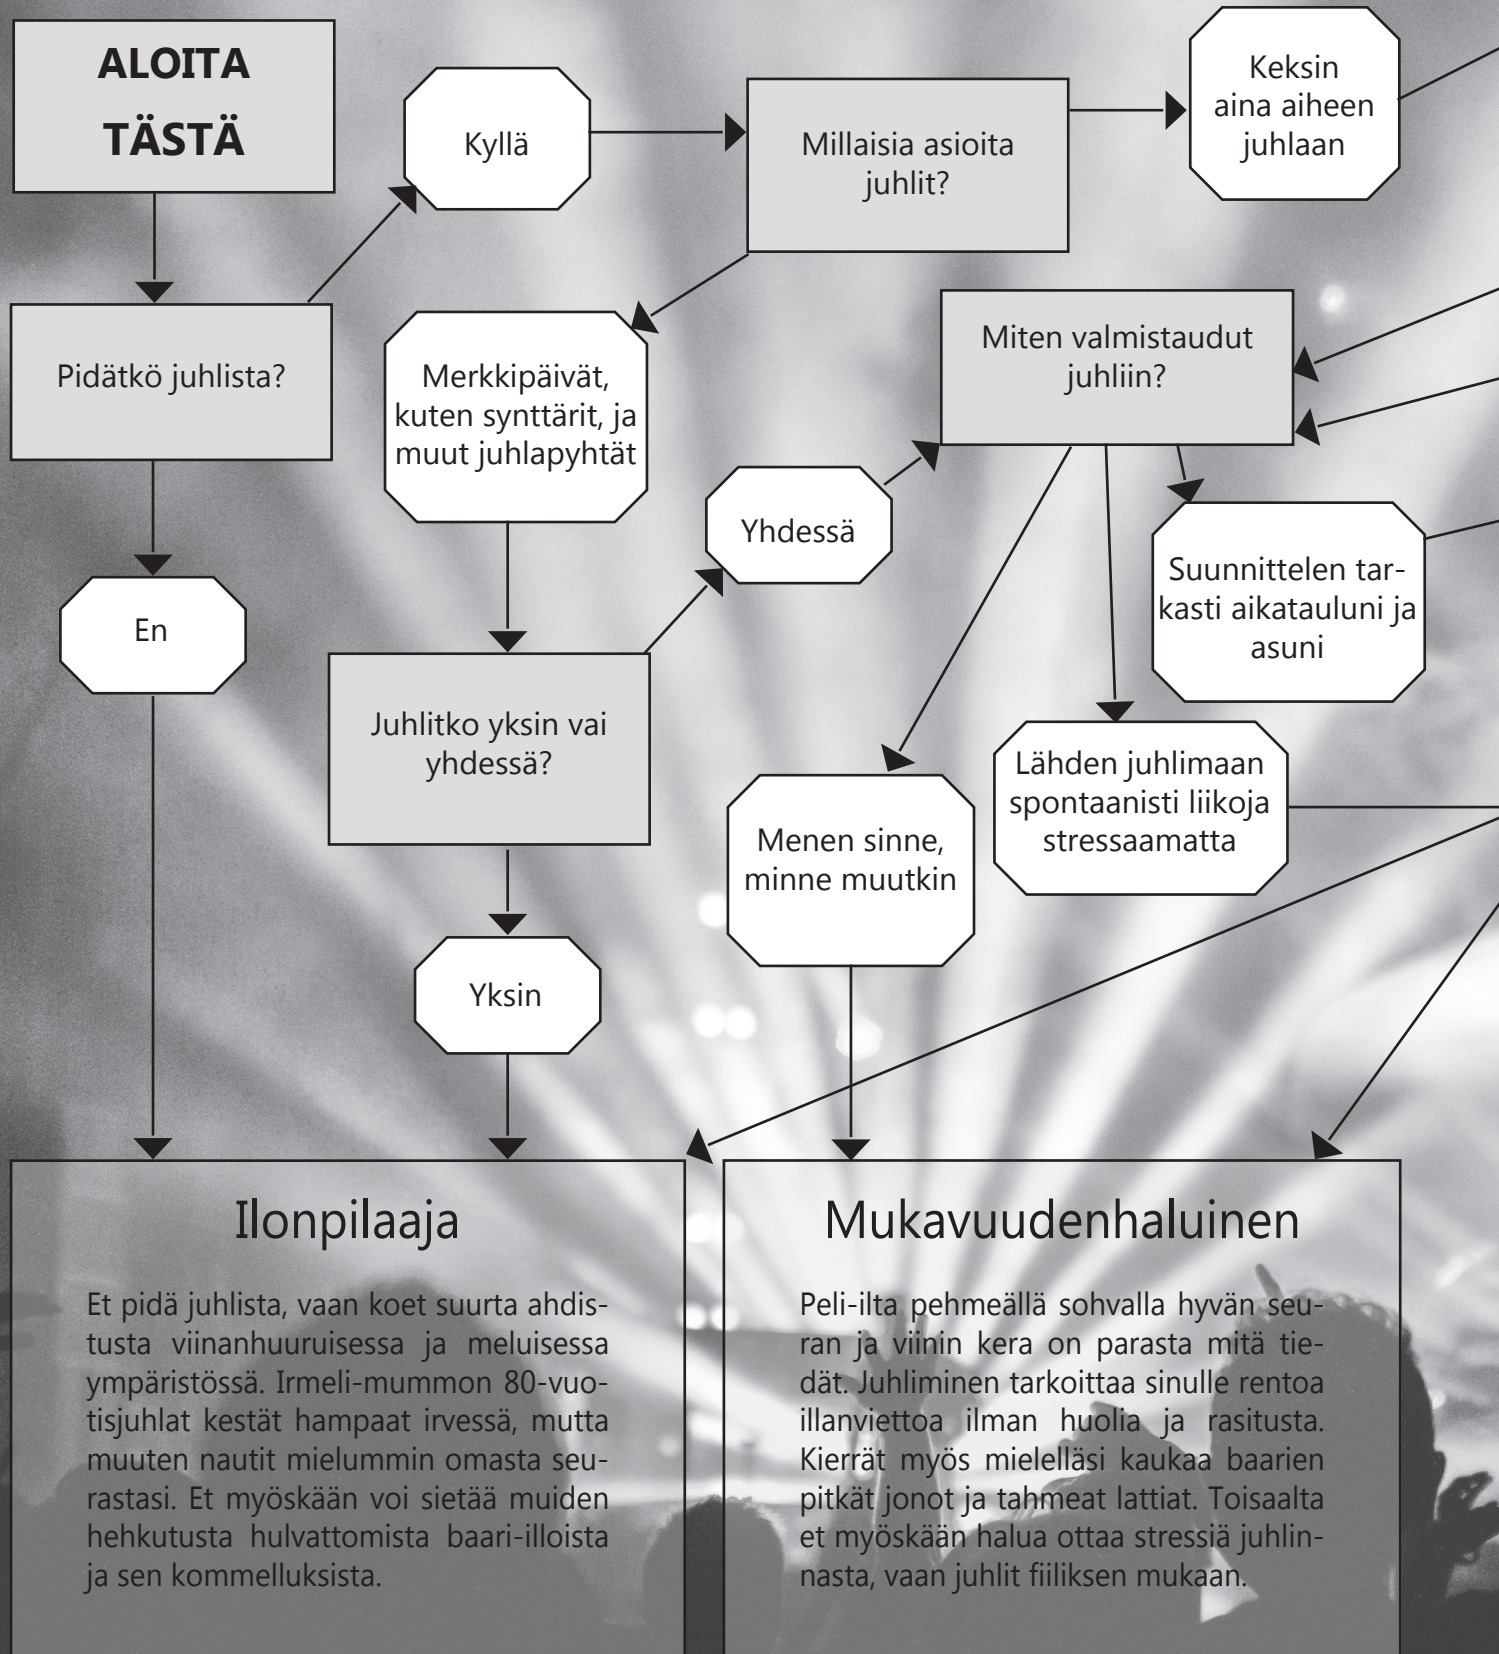 ALOITA
TÄSTÄ
Kyllä
Millaisia asioita
juhlit?
Keksin
aina aiheen
juhlaan
Pidätkö juhlista?
Merkkipäivät,
kuten synttärit, ja
muut juhlapyhtät
Miten valmistaudut
juhliin?
Yhdessä
En
Suunnittelen tar-
kasti aikatauluni ja
asuni
Juhlitko yksin vai
yhdessä?
Lähden juhlimaan
spontaanisti liikoja
stressaamatta
Menen sinne,
minne muutkin
Yksin
Ilonpilaaja
Et pidä juhlista, vaan koet suurta ahdis-
tusta viinanhuuruisessa ja meluisessa
ympäristössä. Irmeli-mummon 80-vuo-
tisjuhlat kestät hampaat irvessä, mutta
muuten nautit mielummin omasta seu-
rastasi. Et myöskään voi sietää muiden
hehkutusta hulvattomista baari-illoista
ja sen kommelluksista.
Mukavuudenhaluinen
Peli-ilta pehmeällä sohvalla hyvän seu-
ran ja viinin kera on parasta mitä tie-
dät. Juhliminen tarkoittaa sinulle rentoa
illanviettoa ilman huolia ja rasitusta.
Kierrät myös mielelläsi kaukaa baarien
pitkät jonot ja tahmeat lattiat. Toisaalta
et myöskään halua ottaa stressiä juhlin-
nasta, vaan juhlit fiiliksen mukaan.